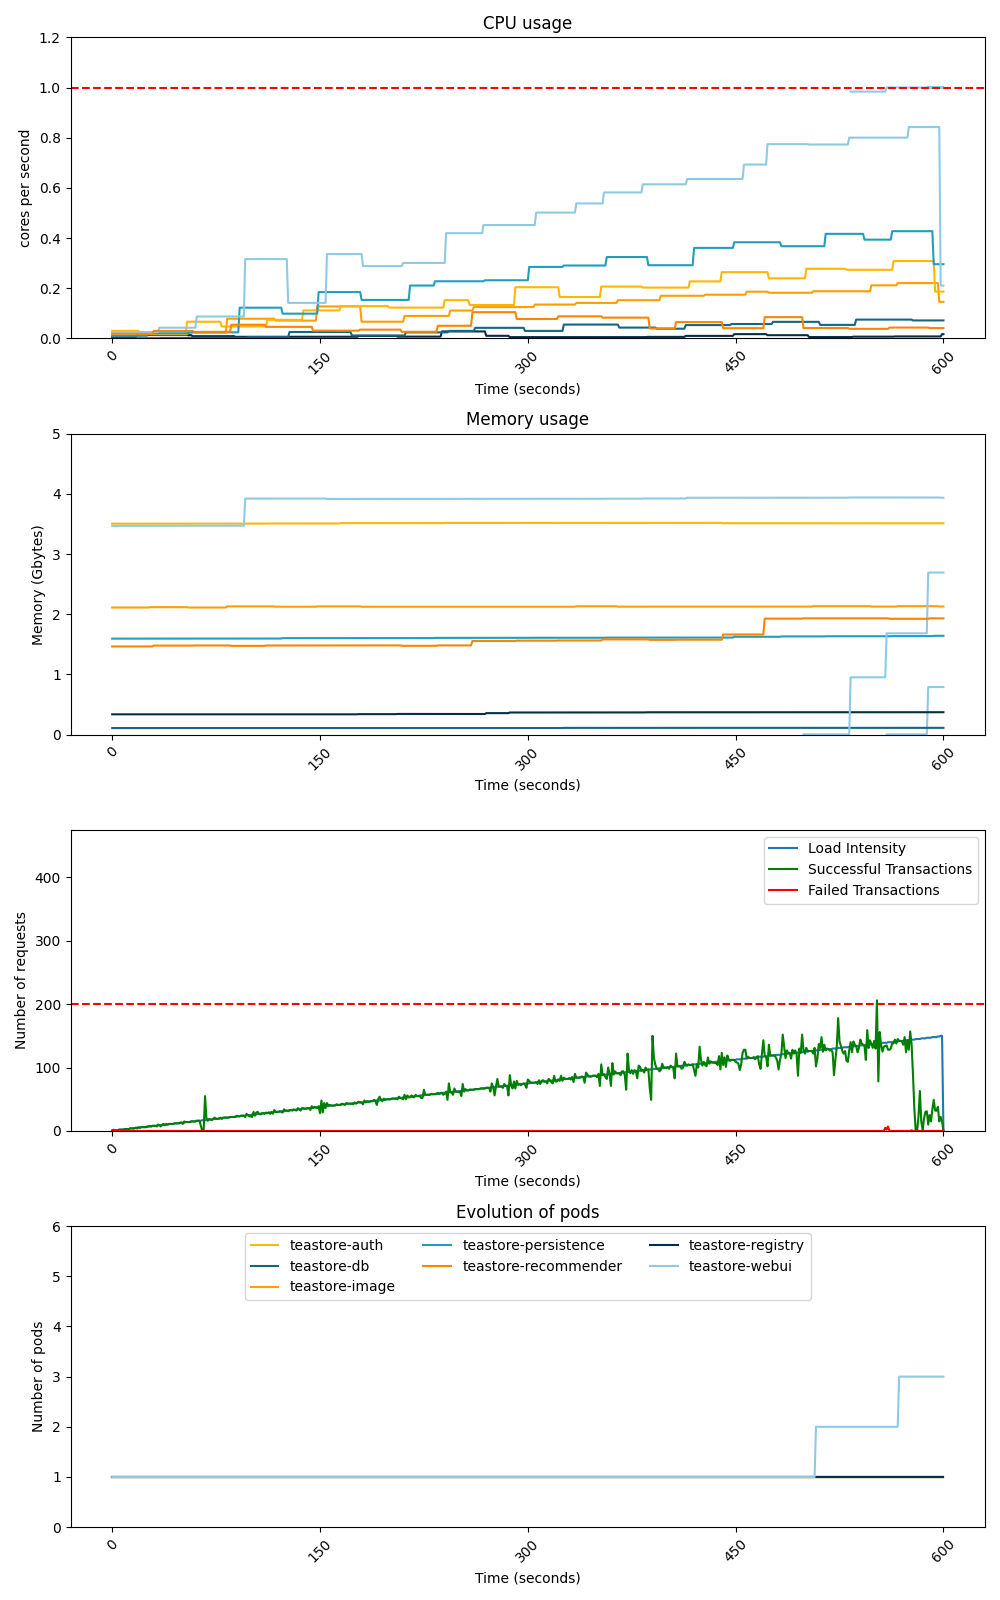 CPU usage
1.2
1.0
0.8
0.6
0.4
0.2
0.0
cores per second
0 150 300 450 600
Time (seconds)
Memory usage
5
4
3
2
1
0
Memory (Gbytes)
0 150 300 450 600
Time (seconds)
Load Intensity
Successful Transactions
Failed Transactions
400
300
200
100
0
Number of requests
0 150 300 450 600
Time (seconds)
Evolution of pods
teastore-auth teastore-persistence teastore-registry
teastore-db teastore-recommender teastore-webui
teastore-image
6
5
4
3
2
1
0
Number of pods
0 150 300 450 600
Time (seconds)